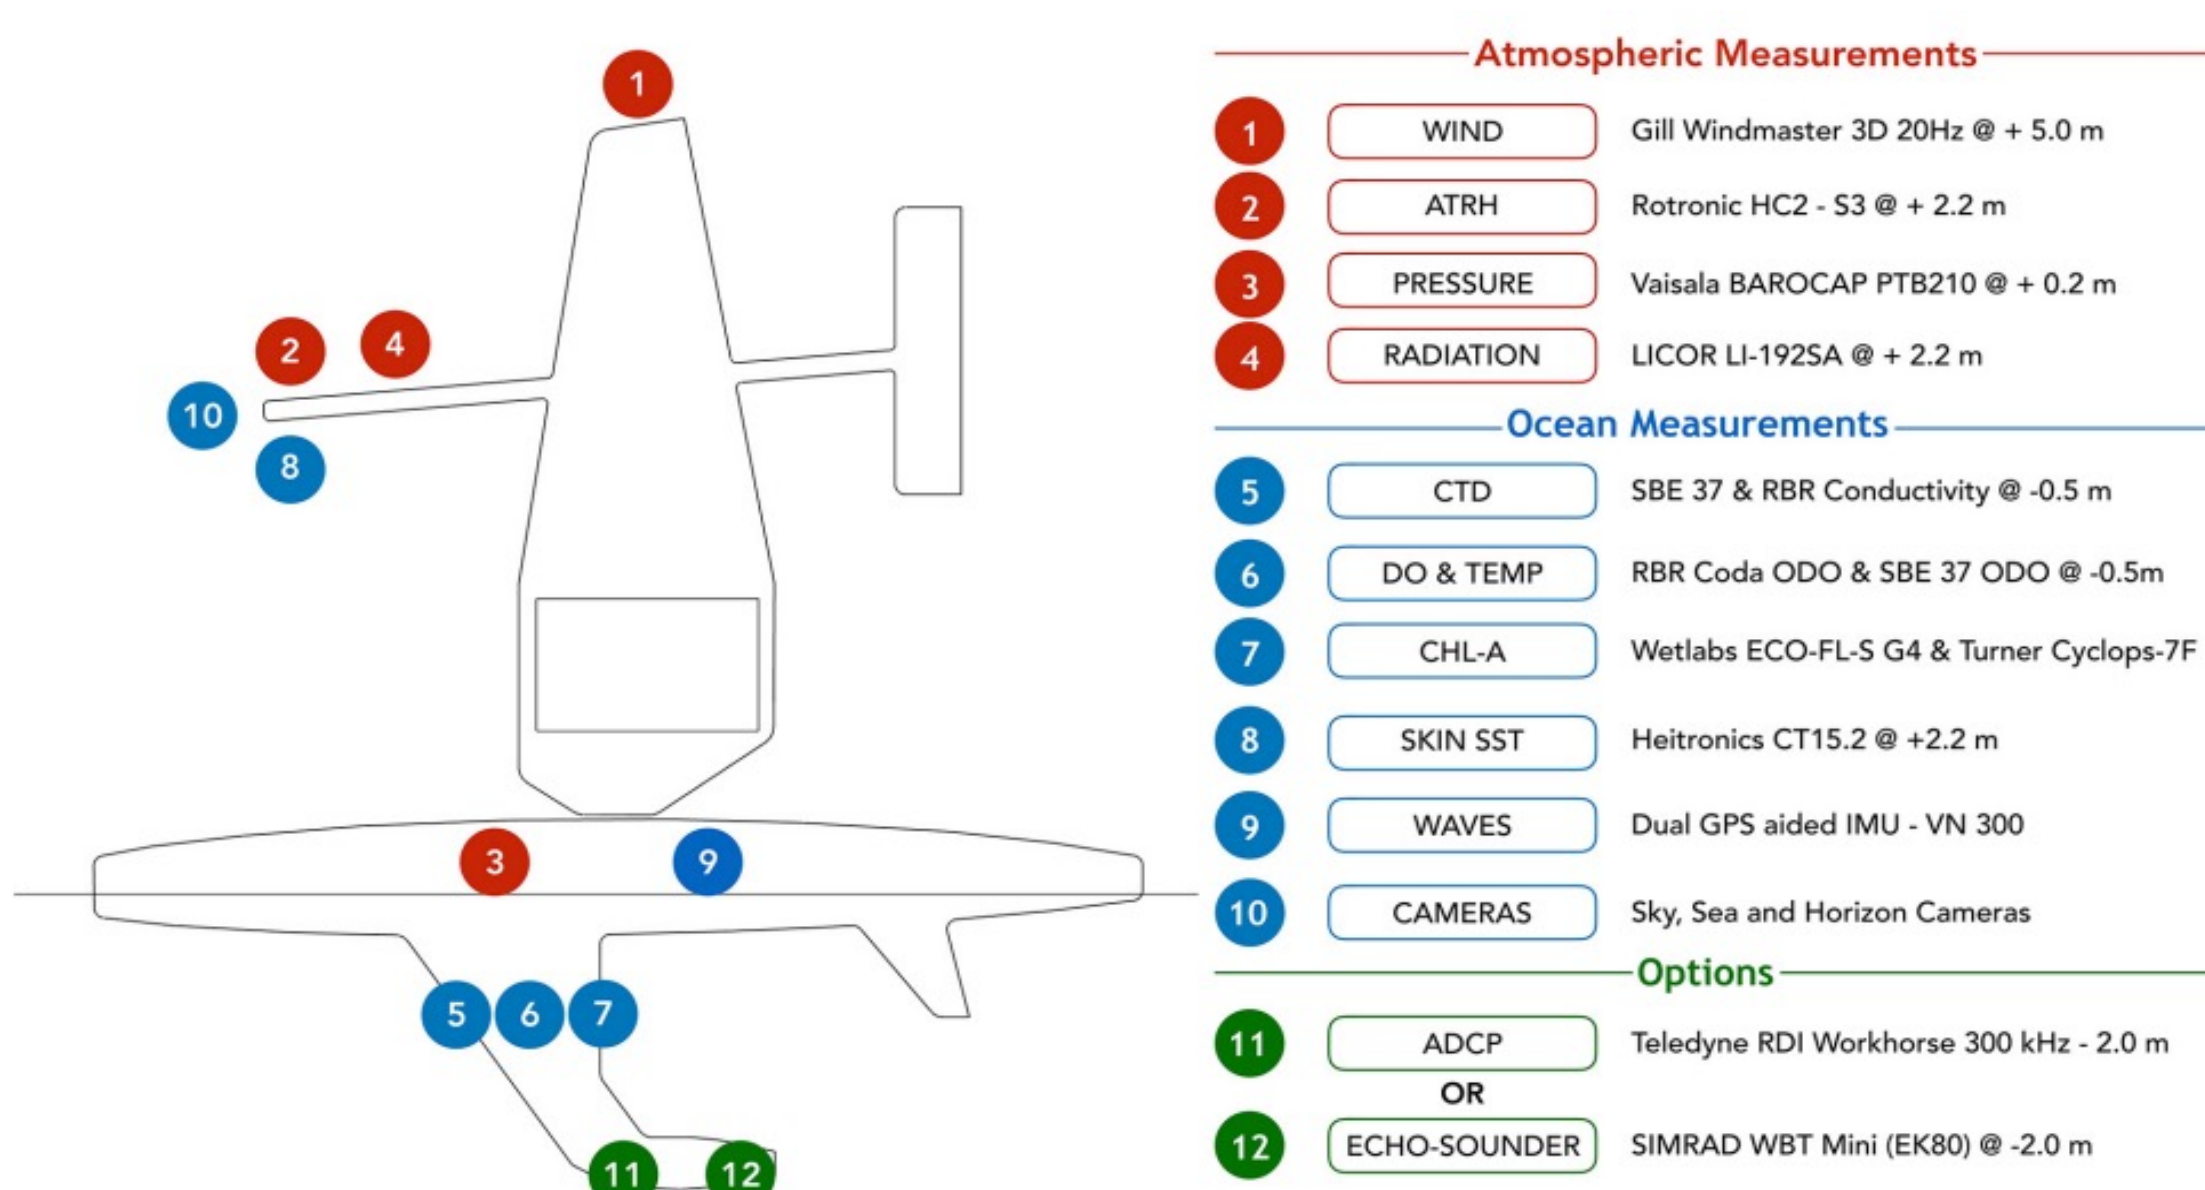 1
2
4
10
8
3
9
5
6
7
11
12
Atmospheric Measurements
1 WIND Gill Windmaster 3D 20Hz @ + 5.0 m
2 ATRH Rotronic HC2 - S3 @ + 2.2 m
3 PRESSURE Vaisala BAROCAP PTB210 @ + 0.2 m
4 RADIATION LICOR LI-192SA @ + 2.2 m
Ocean Measurements
5 CTD SBE 37 & RBR Conductivity @ -0.5 m
6 DO & TEMP RBR Coda ODO & SBE 37 ODO @ -0.5m
7 CHL-A Wetlabs ECO-FL-S G4 & Turner Cyclops-7F
8 SKIN SST Heitronics CT15.2 @ +2.2 m
9 WAVES Dual GPS aided IMU - VN 300
10 CAMERAS Sky, Sea and Horizon Cameras
Options
11 ADCP Teledyne RDI Workhorse 300 kHz - 2.0 m
OR
12 ECHO-SOUNDER SIMRAD WBT Mini (EK80) @ -2.0 m